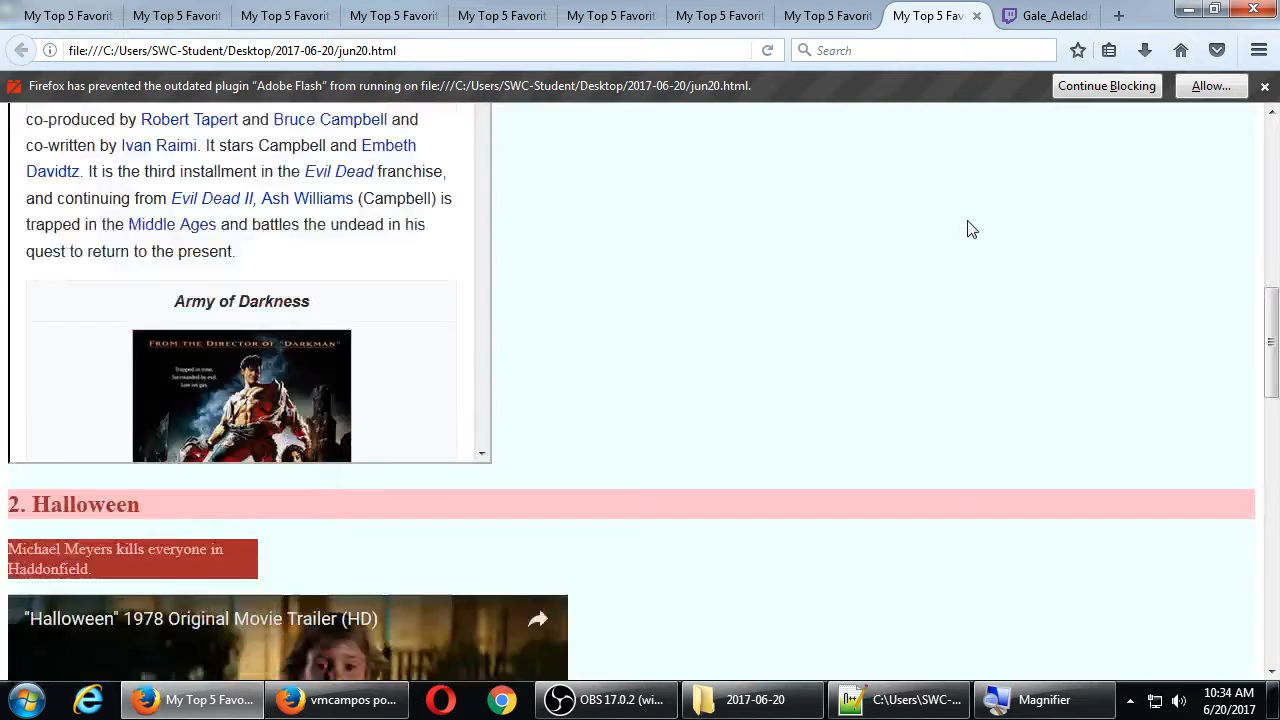 My Top 5 Favorit
My Top 5 Favorit
My Top 5 Favorit
My Top 5 Favorit
My Top 5 Favorit
My Top 5 Favorit
My Top 5 Favorit
My Top 5 Favorit
My Top 5 Fav
Gale_Adelad
file:///C:/Users/SWC-Student/Desktop/2017-06-20/jun20.html
Search
Firefox has prevented the outdated plugin "Adobe Flash" from running on file:///C:/Users/SWC-Student/Desktop/2017-06-20/jun20.html.
Continue Blocking
Allow...
co-produced by Robert Tapert and Bruce Campbell and
co-written by Ivan Raimi. It stars Campbell and Embeth
Davidtz. It is the third installment in the Evil Dead franchise,
and continuing from Evil Dead II, Ash Williams (Campbell) is
trapped in the Middle Ages and battles the undead in his
quest to return to the present.
Army of Darkness
FROM THE DIRECTOR OF "DARKMAN"
Trapped in time.
Surrounded by evil.
Low on gas.
2. Halloween
Michael Meyers kills everyone in
Haddonfield.
"Halloween" 1978 Original Movie Trailer (HD)
My Top 5 Favo...
vmcampos po...
OBS 17.0.2 (wi...
2017-06-20
C:\Users\SWC-...
Magnifier
10:34 AM
6/20/2017